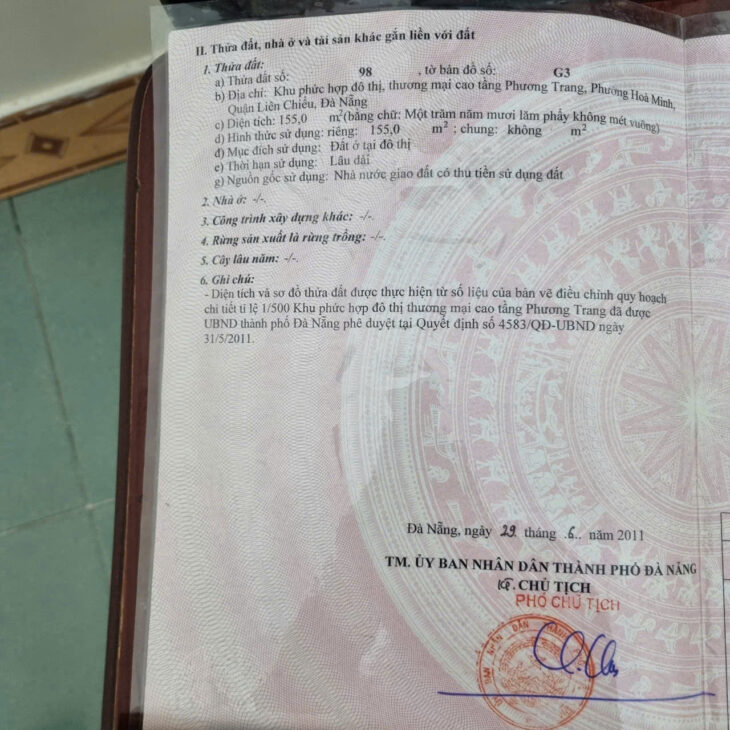 II. Thửa đất, nhà ở và tài sản khác gắn liền với đất
1. Thửa đất:
a) Thửa đất số: 98 , tờ bản đồ số: G3
b) Địa chỉ: Khu phức hợp đô thị, thương mại cao tầng Phương Trang, Phường Hoà Minh,
Quận Liên Chiểu, Đà Nẵng
c) Diện tích: 155,0 m² (bằng chữ: Một trăm năm mươi lăm phẩy không mét vuông)
d) Hình thức sử dụng: riêng: 155,0 m² ; chung: không m²
đ) Mục đích sử dụng: Đất ở tại đô thị
e) Thời hạn sử dụng: Lâu dài
g) Nguồn gốc sử dụng: Nhà nước giao đất có thu tiền sử dụng đất
2. Nhà ở: -/-.
3. Công trình xây dựng khác: -/-.
4. Rừng sản xuất là rừng trồng: -/-.
5. Cây lâu năm: -/-.
6. Ghi chú:
- Diện tích và sơ đồ thửa đất được thực hiện từ số liệu của bản vẽ điều chỉnh quy hoạch
chi tiết tỉ lệ 1/500 Khu phức hợp đô thị thương mại cao tầng Phương Trang đã được
UBND thành phố Đà Nẵng phê duyệt tại Quyết định số 4583/QĐ-UBND ngày
31/5/2011.
Đà Nẵng, ngày 29 tháng .6.. năm 2011
TM. ỦY BAN NHÂN DÂN THÀNH PHỐ ĐÀ NẴNG
KT. CHỦ TỊCH
PHÓ CHỦ TỊCH